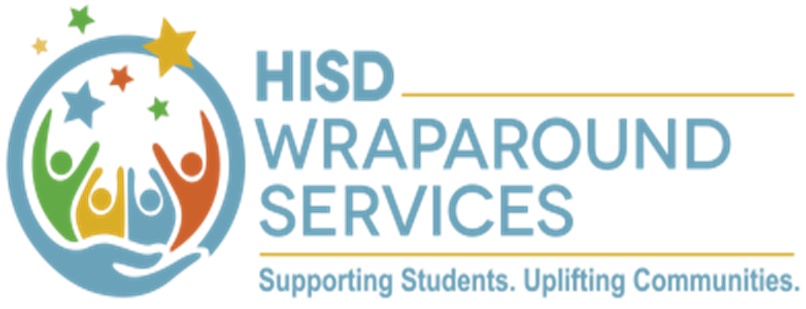 HISD
WRAPAROUND
SERVICES
Supporting Students. Uplifting Communities.